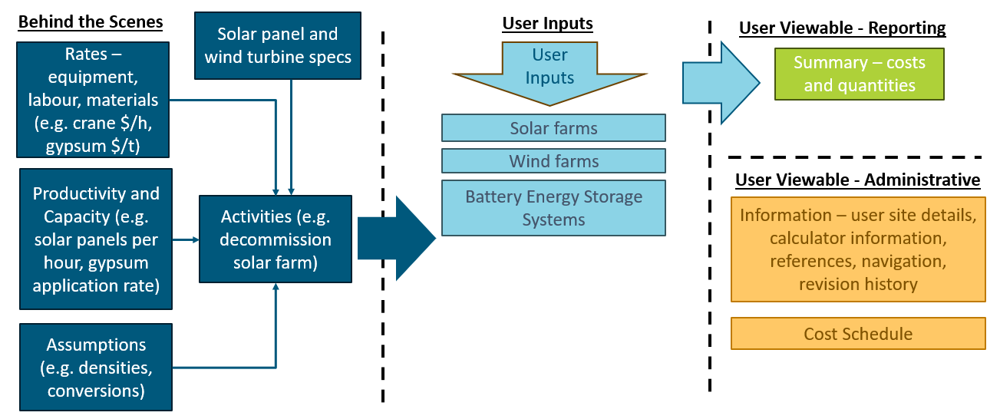 Behind the Scenes
Rates –
equipment,
labour, materials
(e.g. crane $/h,
gypsum $/t)
Solar panel and
wind turbine specs
Productivity and
Capacity (e.g.
solar panels per
hour, gypsum
application rate)
Activities (e.g.
decommission
solar farm)
Assumptions
(e.g. densities,
conversions)
User Inputs
User
Inputs
Solar farms
Wind farms
Battery Energy Storage
Systems
User Viewable - Reporting
Summary – costs
and quantities
User Viewable - Administrative
Information – user site details,
calculator information,
references, navigation,
revision history
Cost Schedule